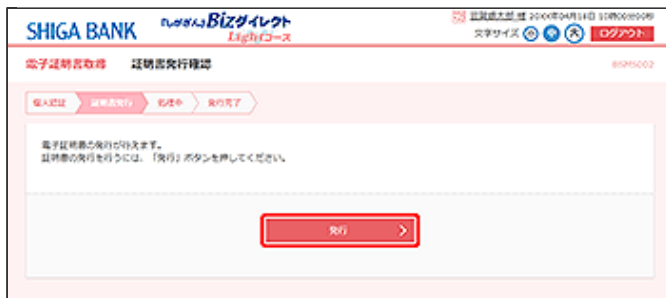 SHIGA BANK
『しがぎん』Bizダイレクト
Lightコース
文字サイズ 小 中 大 ログアウト
電子証明書取得 証明書発行確認
BSMS002
個人認証 証明書発行 処理中 発行完了
電子証明書の発行が行えます。
証明書の発行を行うには、「発行」ボタンを押してください。
発行